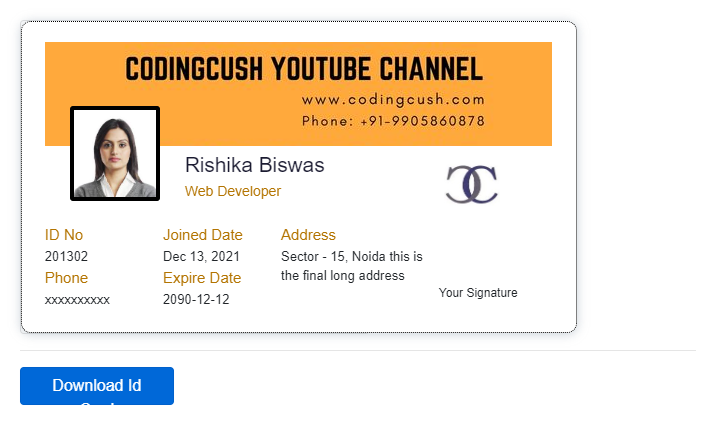 CODINGCUSH YOUTUBE CHANNEL
www.codingcush.com
Phone: +91-9905860878
Rishika Biswas
Web Developer
ID No
201302
Phone
xxxxxxxxxx
Joined Date
Dec 13, 2021
Expire Date
2090-12-12
Address
Sector - 15, Noida this is
the final long address
Your Signature
Download Id